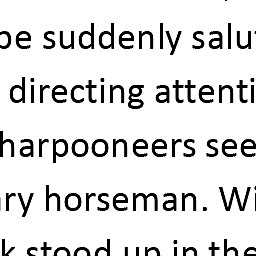 be suddenly salut
directing attenti
harpooneers see
ry horseman. Wi
k stood up in the